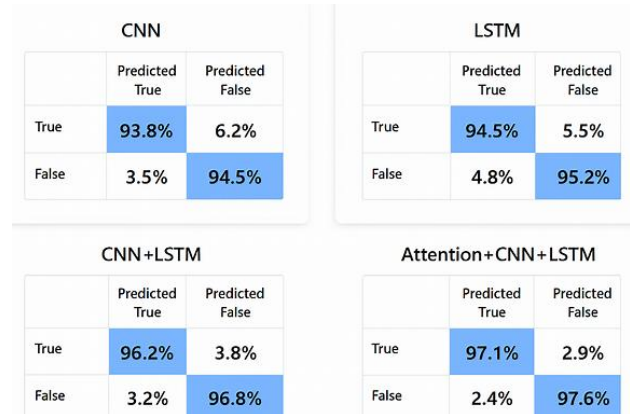 CNN
Predicted True Predicted False
True 93.8% 6.2%
False 3.5% 94.5%
LSTM
Predicted True Predicted False
True 94.5% 5.5%
False 4.8% 95.2%
CNN+LSTM
Predicted True Predicted False
True 96.2% 3.8%
False 3.2% 96.8%
Attention+CNN+LSTM
Predicted True Predicted False
True 97.1% 2.9%
False 2.4% 97.6%